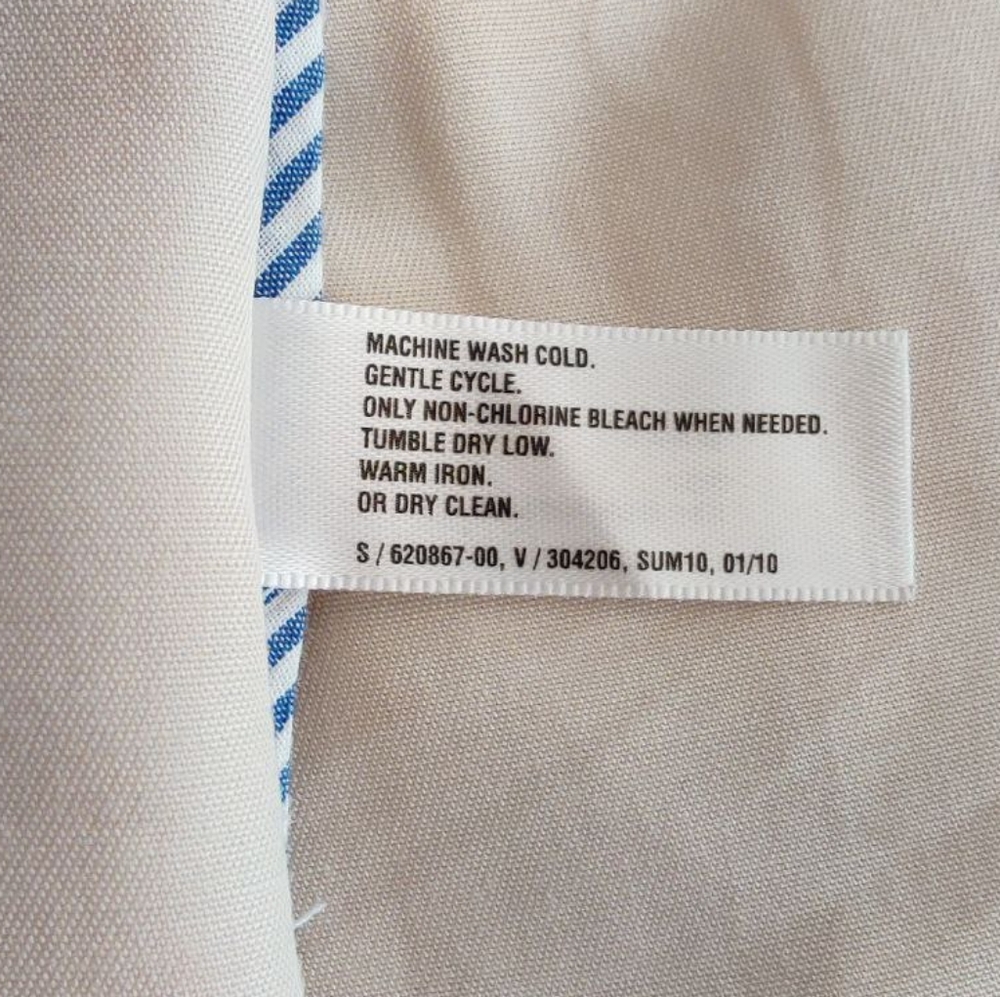 MACHINE WASH COLD.
GENTLE CYCLE.
ONLY NON-CHLORINE BLEACH WHEN NEEDED.
TUMBLE DRY LOW.
WARM IRON.
OR DRY CLEAN.
S / 620867-00, V / 304206, SUM10, 01/10